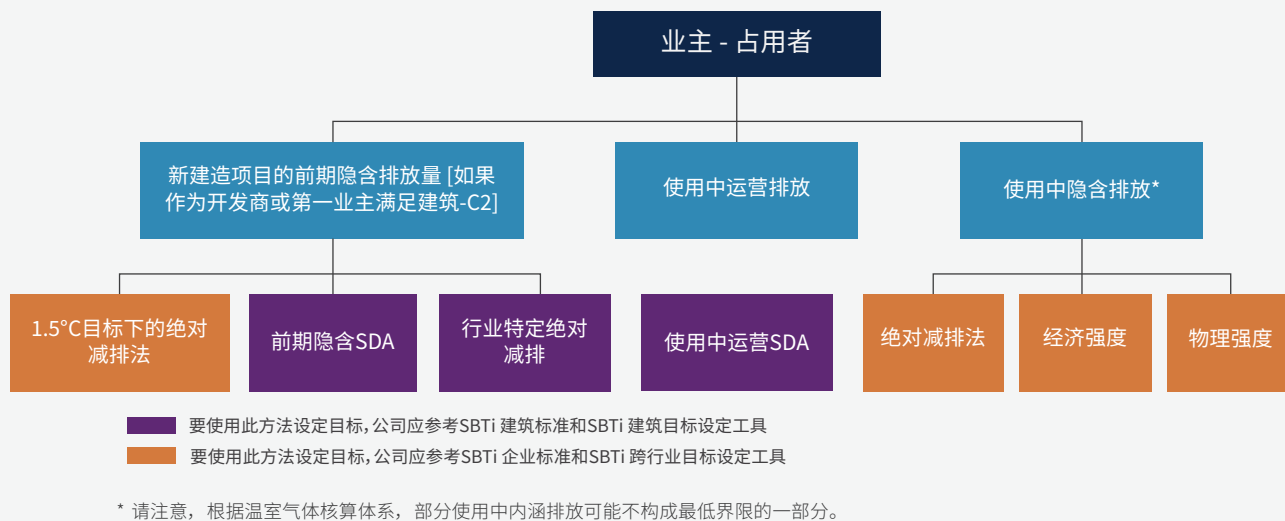 业主 - 占用者
新建造项目的前期隐含排放量 [如果
作为开发商或第一业主满足建筑-C2]
使用中运营排放
使用中隐含排放*
1.5°C目标下的绝对
减排法
前期隐含SDA
行业特定绝对
减排
使用中运营SDA
绝对减排法
经济强度
物理强度
要使用此方法设定目标，公司应参考SBTi 建筑标准和SBTi 建筑目标设定工具
要使用此方法设定目标，公司应参考SBTi 企业标准和SBTi 跨行业目标设定工具
* 请注意，根据温室气体核算体系，部分使用中内涵排放可能不构成最低界限的一部分。